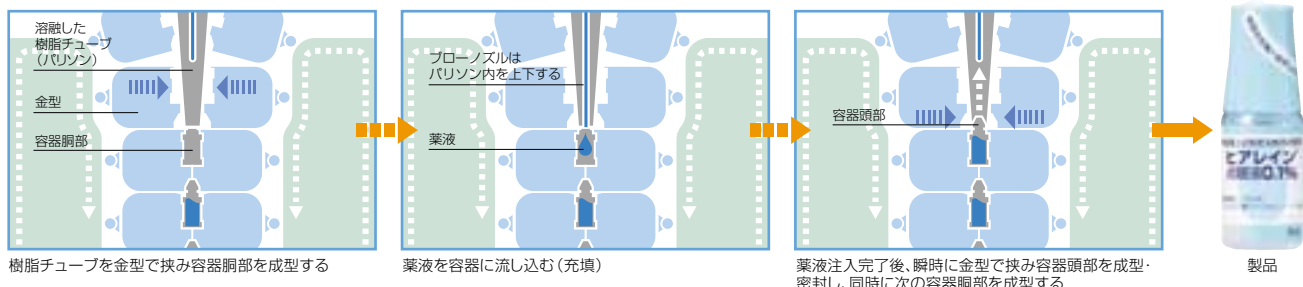 溶融した
樹脂チューブ
（パリソン）
金型
容器胴部
樹脂チューブを金型で挟み容器胴部を成型する
ブローノズルは
パリソン内を上下する
薬液
薬液を容器に流し込む（充填）
容器頭部
薬液注入完了後、瞬時に金型で挟み容器頭部を成型・
密封し、同時に次の容器胴部を成型する
ヒアレイン
点眼液0.1%
製品